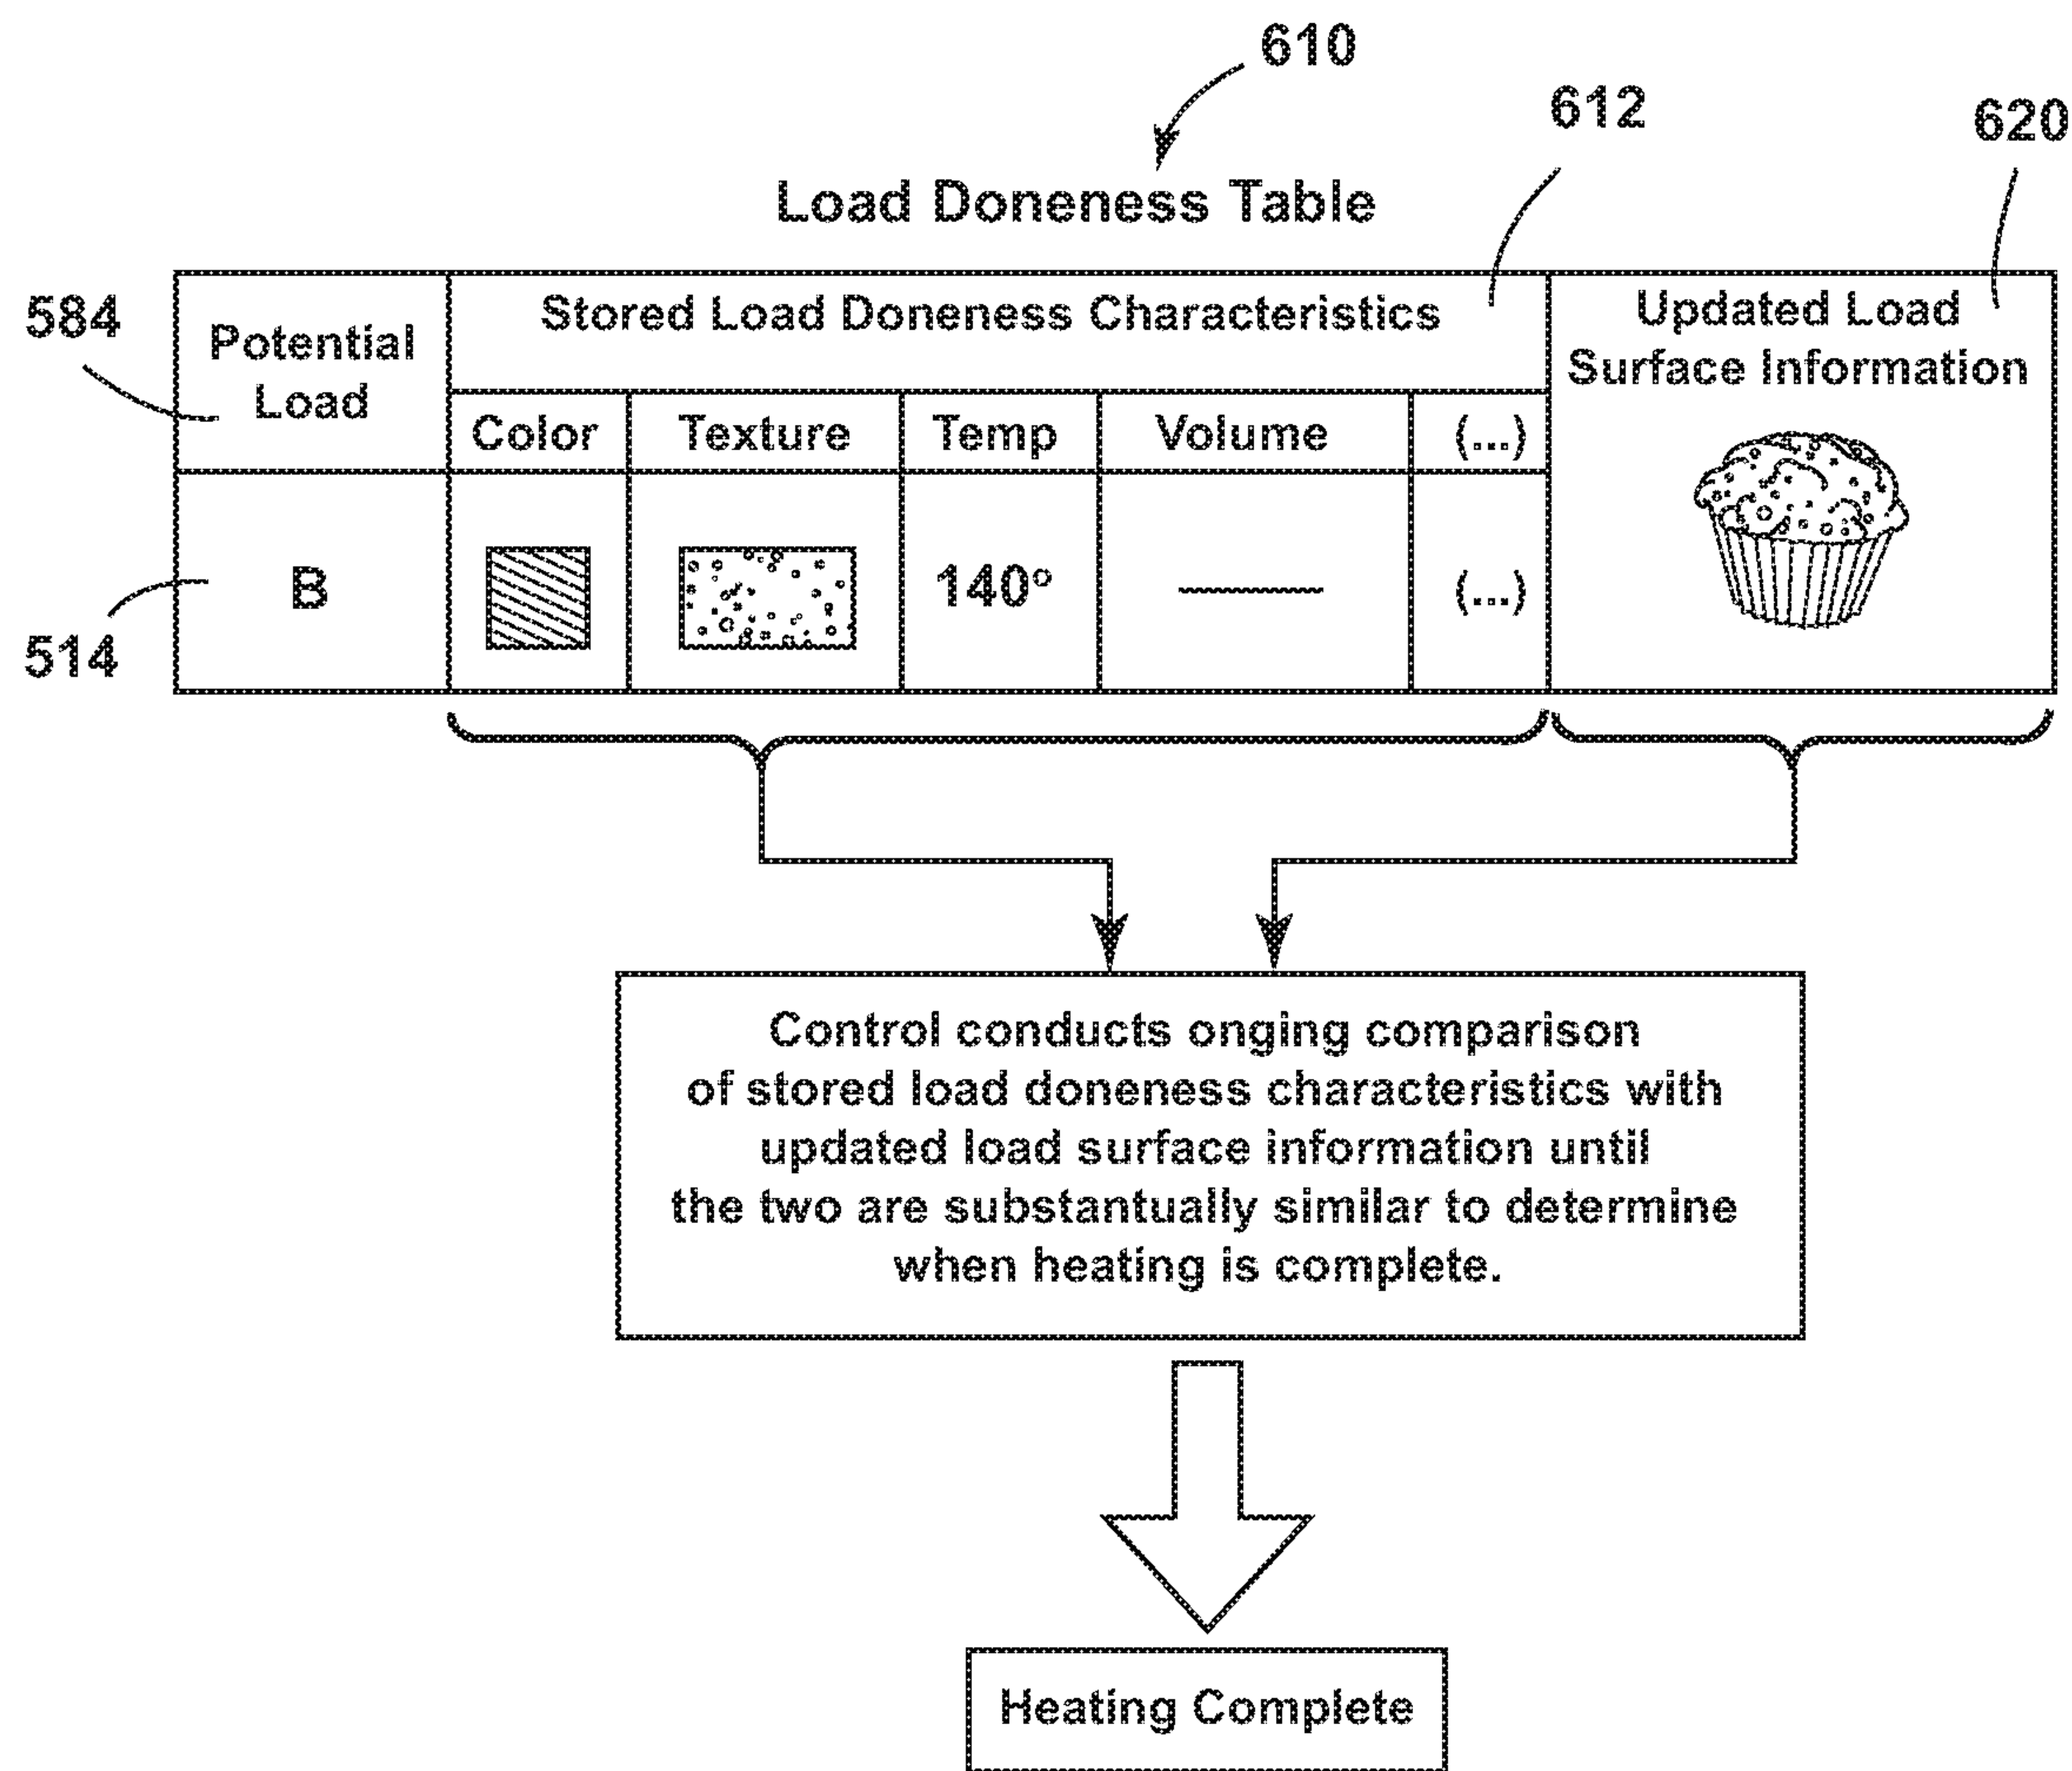 610
612
620
Load Doneness Table
584
Potential
Load
Stored Load Doneness Characteristics
Updated Load
Surface Information
Color
Texture
Temp
Volume
(...)
514
B
140°
(...)
Control conducts onging comparison
of stored load doneness characteristics with
updated load surface information until
the two are substantually similar to determine
when heating is complete.
Heating Complete